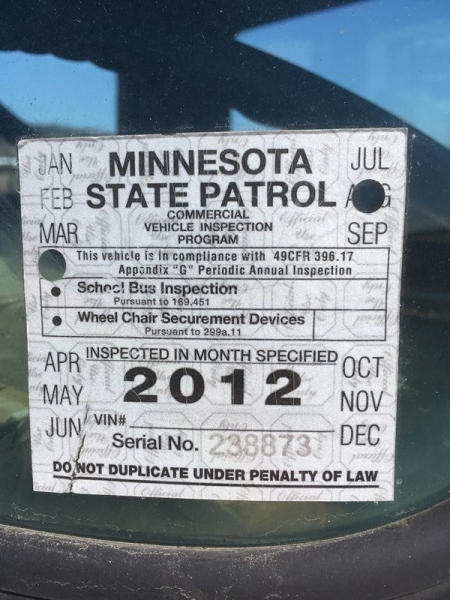 JAN MINNESOTA JUL
FEB STATE PATROL AUG
COMMERCIAL
MAR VEHICLE INSPECTION SEP
PROGRAM
This vehicle is in compliance with 49CFR 396.17
Appendix "G" Periodic Annual Inspection
• School Bus Inspection
Pursuant to 169.451
• Wheel Chair Securement Devices
Pursuant to 299a.11
APR INSPECTED IN MONTH SPECIFIED OCT
MAY 2012 NOV
JUN VIN# DEC
Serial No. 238873
DO NOT DUPLICATE UNDER PENALTY OF LAW